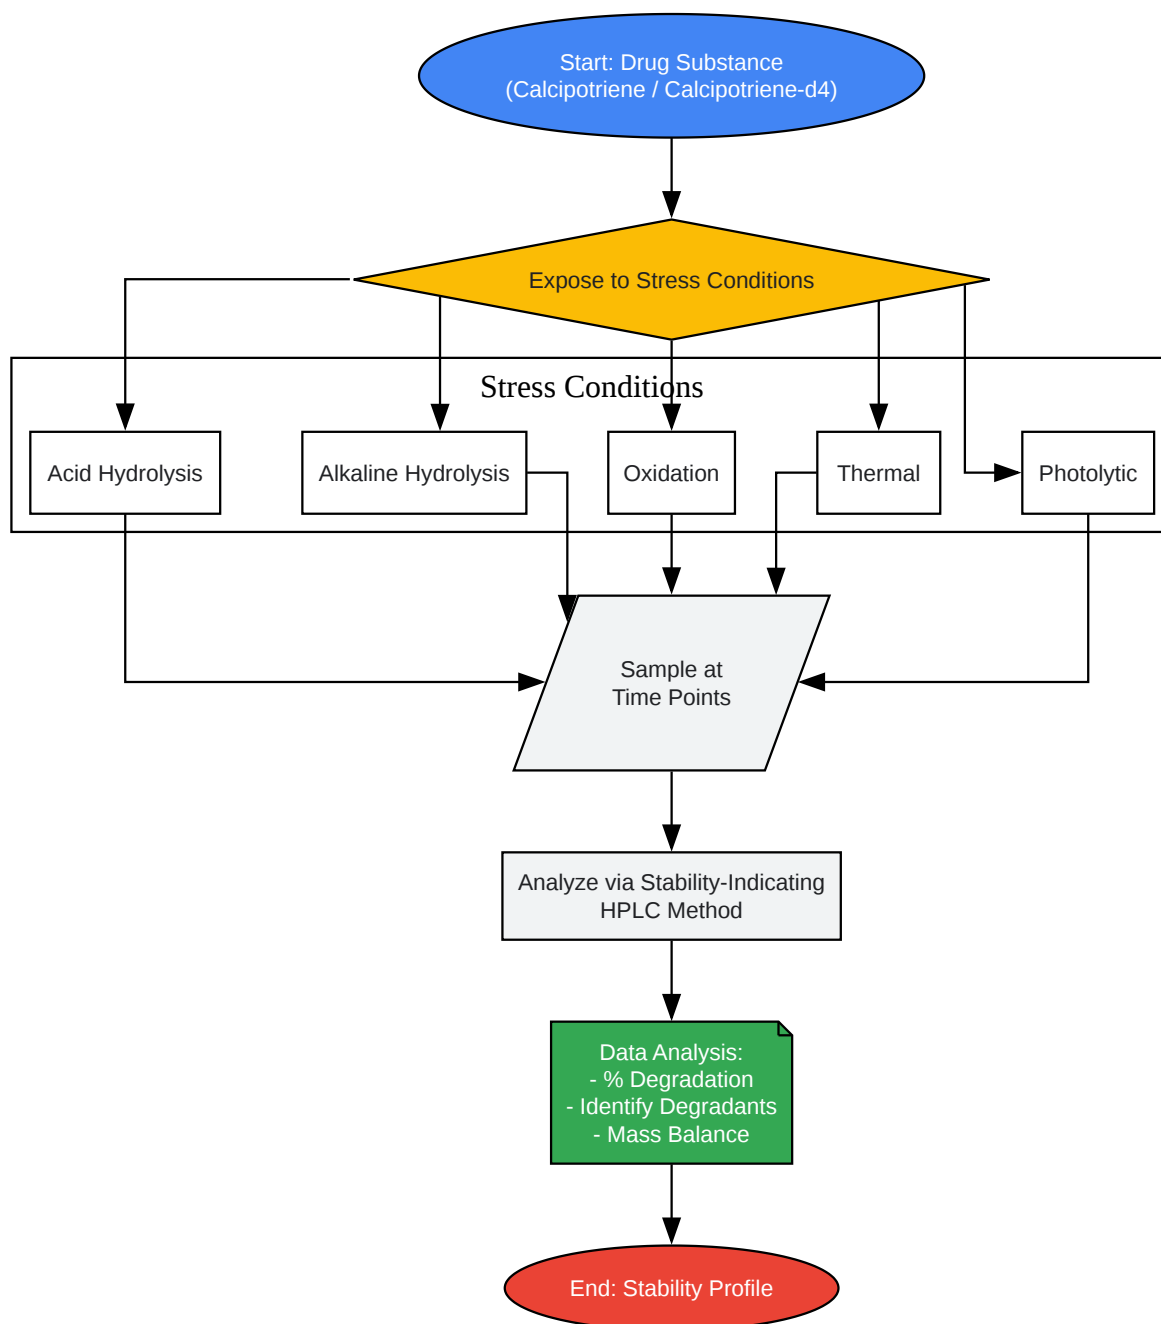 Start: Drug Substance
(Calcipotriene / Calcipotriene-d4)
Expose to Stress Conditions
Stress Conditions
Acid Hydrolysis
Alkaline Hydrolysis
Oxidation
Thermal
Photolytic
Sample at
Time Points
Analyze via Stability-Indicating
HPLC Method
Data Analysis:
- % Degradation
- Identify Degradants
- Mass Balance
End: Stability Profile